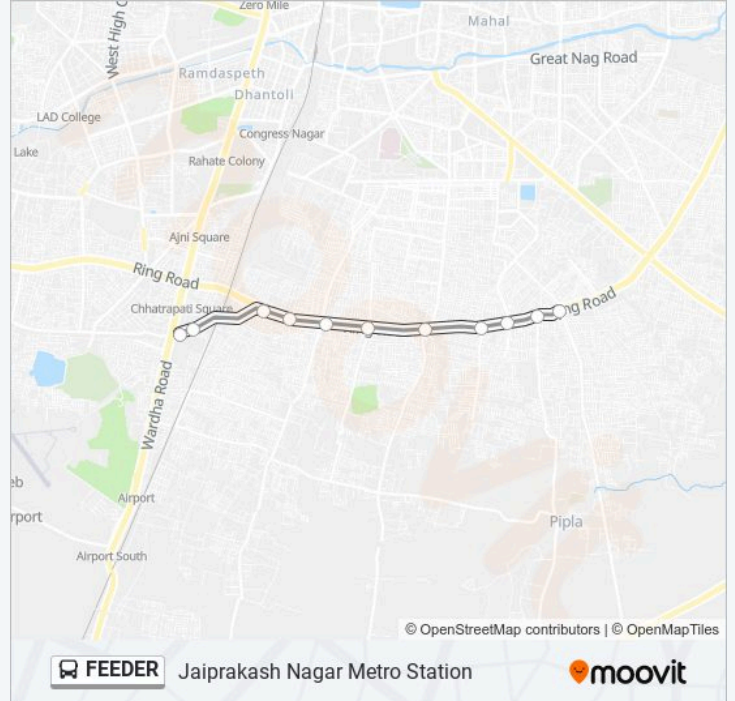 Zero Mile
Mahal
West High C
Great Nag Road
Ramdaspeth
Dhantoli
LAD College
Congress Nagar
Lake
Rahate Colony
Ajni Square
Ring Road
Chhatrapati Square
ng Road
Wardha Road
eb
Airport
rport
Pipla
Airport South
© OpenStreetMap contributors | © OpenMapTiles
FEEDER Jaiprakash Nagar Metro Station moovit